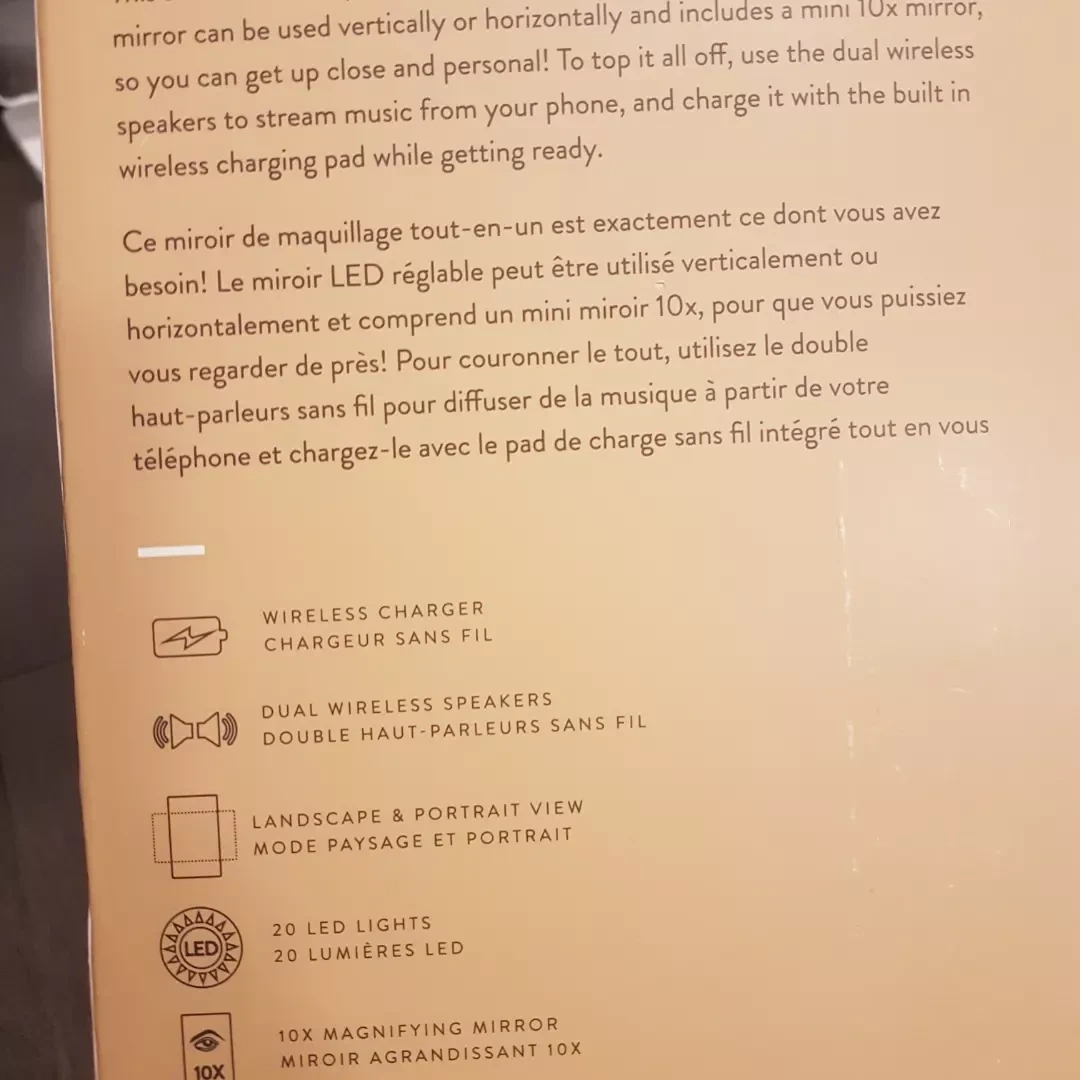 mirror can be used vertically or horizontally and includes a mini 10x mirror,
so you can get up close and personal! To top it all off, use the dual wireless
speakers to stream music from your phone, and charge it with the built in
wireless charging pad while getting ready.
Ce miroir de maquillage tout-en-un est exactement ce dont vous avez
besoin! Le miroir LED réglable peut être utilisé verticalement ou
horizontalement et comprend un mini miroir 10x, pour que vous puissiez
vous regarder de près! Pour couronner le tout, utilisez le double
haut-parleurs sans fil pour diffuser de la musique à partir de votre
téléphone et chargez-le avec le pad de charge sans fil intégré tout en vous
WIRELESS CHARGER
CHARGEUR SANS FIL
DUAL WIRELESS SPEAKERS
DOUBLE HAUT-PARLEURS SANS FIL
LANDSCAPE & PORTRAIT VIEW
MODE PAYSAGE ET PORTRAIT
LED
20 LED LIGHTS
20 LUMIÈRES LED
10X MAGNIFYING MIRROR
MIROIR AGRANDISSANT 10X
10X